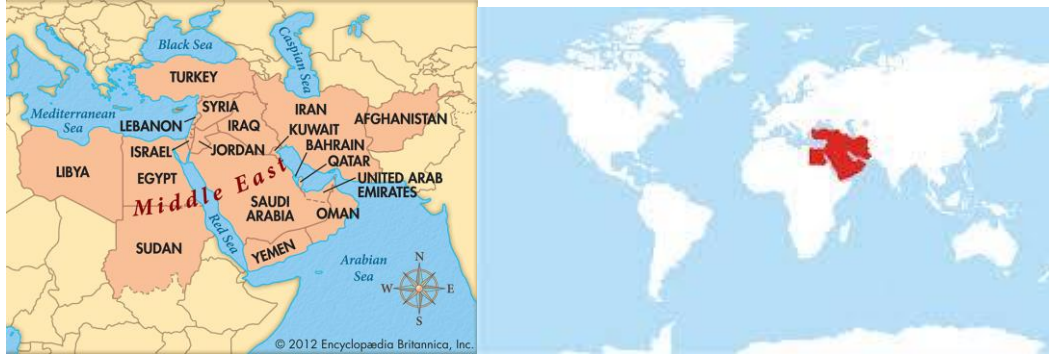 Black Sea
Caspian
Sea
TURKEY
Mediterranean
Sea
SYRIA
LEBANON
IRAQ
IRAN
AFGHANISTAN
ISRAEL
JORDAN
KUWAIT
BAHRAIN
QATAR
LIBYA
EGYPT
Middle East
UNITED ARAB
EMIRATES
SAUDI
ARABIA
OMAN
SUDAN
Red Sea
YEMEN
Arabian
Sea
N
W
E
S
© 2012 Encyclopædia Britannica, Inc.